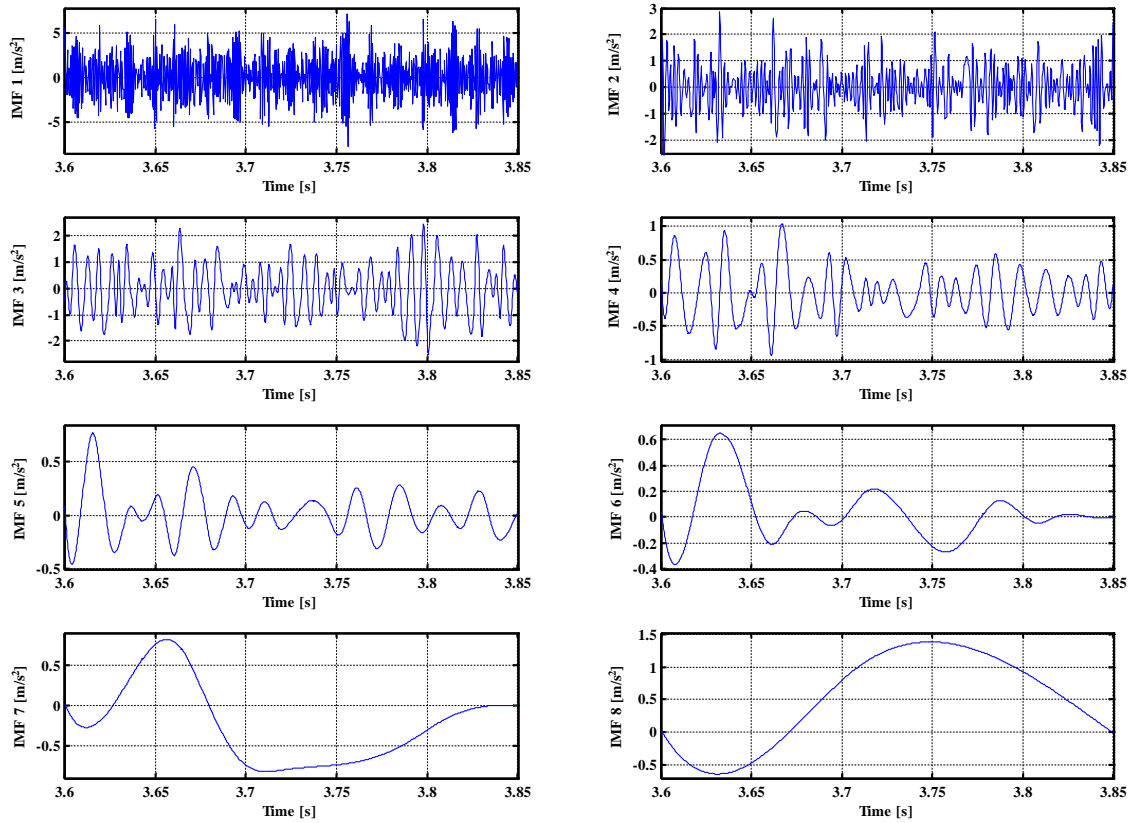 IMF 1 [m/s²]
5
0
-5
3.6 3.65 3.7 3.75 3.8 3.85
Time [s]
IMF 2 [m/s²]
3
2
1
0
-1
-2
3.6 3.65 3.7 3.75 3.8 3.85
Time [s]
IMF 3 [m/s²]
2
1
0
-1
-2
3.6 3.65 3.7 3.75 3.8 3.85
Time [s]
IMF 4 [m/s²]
1
0.5
0
-0.5
-1
3.6 3.65 3.7 3.75 3.8 3.85
Time [s]
IMF 5 [m/s²]
0.5
0
-0.5
3.6 3.65 3.7 3.75 3.8 3.85
Time [s]
IMF 6 [m/s²]
0.6
0.4
0.2
0
-0.2
-0.4
3.6 3.65 3.7 3.75 3.8 3.85
Time [s]
IMF 7 [m/s²]
0.5
0
-0.5
3.6 3.65 3.7 3.75 3.8 3.85
Time [s]
IMF 8 [m/s²]
1.5
1
0.5
0
-0.5
3.6 3.65 3.7 3.75 3.8 3.85
Time [s]